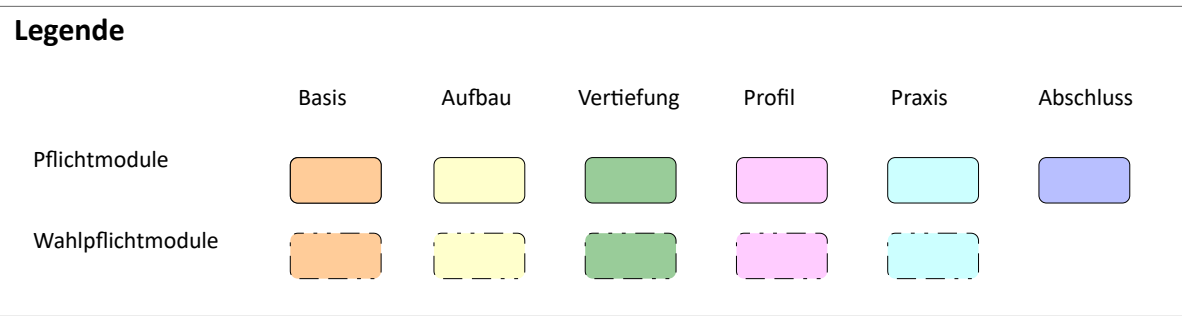 Legende
Basis Aufbau Vertiefung Profil Praxis Abschluss
Pflichtmodule
Wahlpflichtmodule